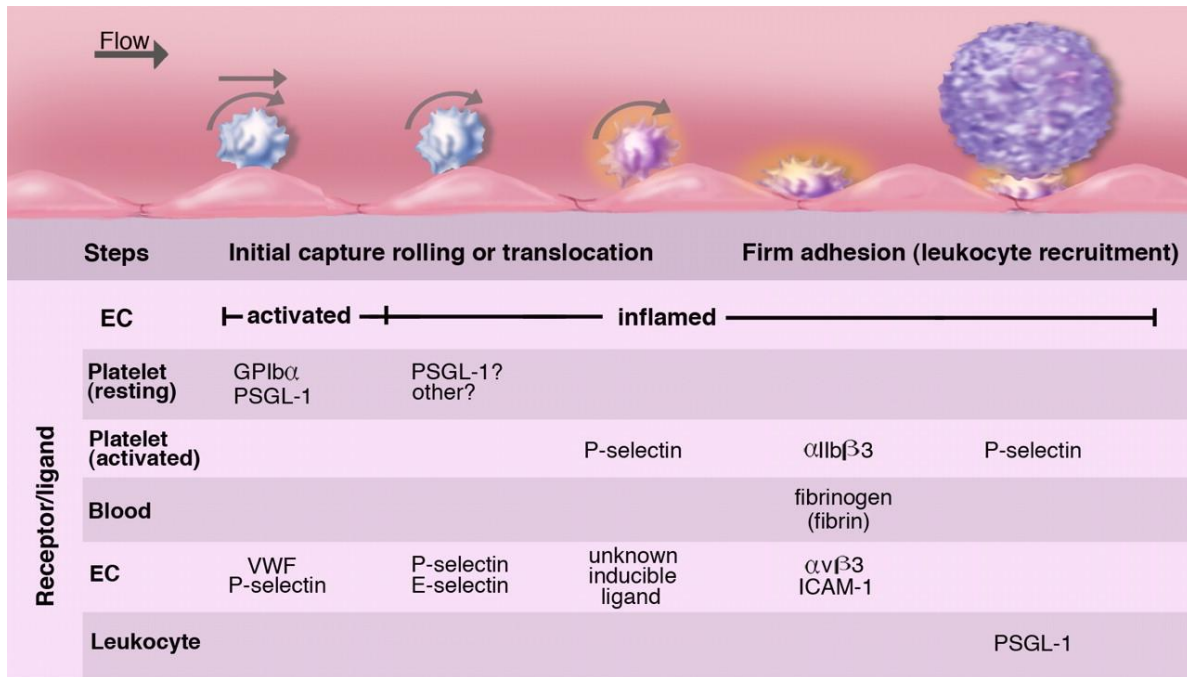 Flow
Steps Initial capture rolling or translocation Firm adhesion (leukocyte recruitment)
EC activated inflamed
Receptor/ligand
Platelet
(resting)
GPIbα
PSGL-1
PSGL-1?
other?
Platelet
(activated)
P-selectin
αIIbβ3
P-selectin
Blood
fibrinogen
(fibrin)
EC
VWF
P-selectin
P-selectin
E-selectin
unknown
inducible
ligand
αvβ3
ICAM-1
Leukocyte
PSGL-1